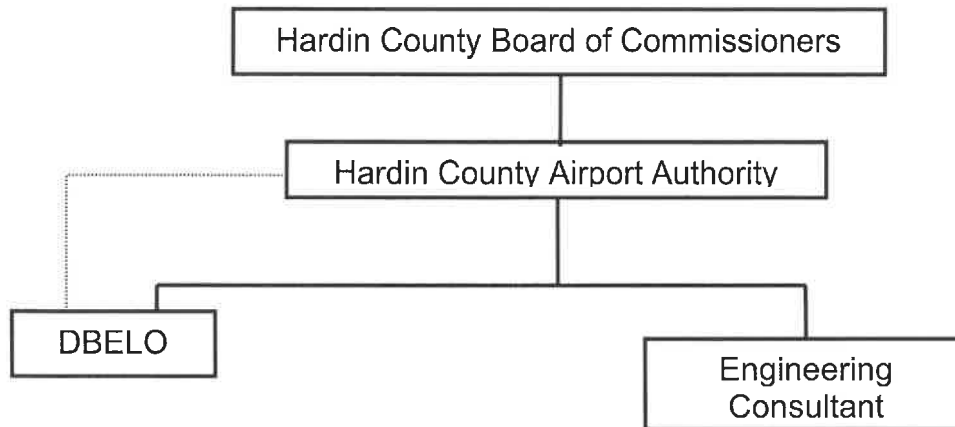 Hardin County Board of Commissioners
Hardin County Airport Authority
DBELO
Engineering
Consultant